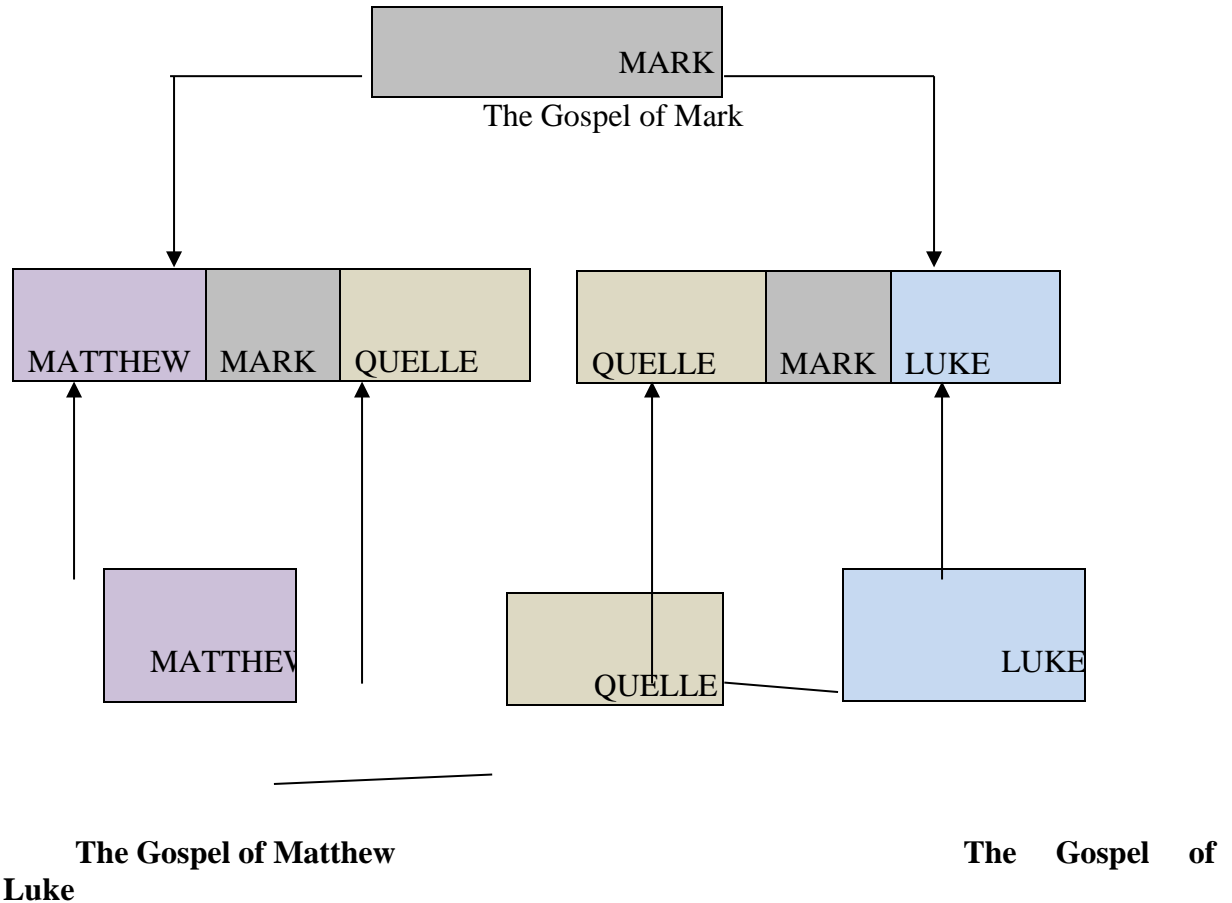 MARK
The Gospel of Mark
MATTHEW MARK QUELLE QUELLE MARK LUKE
MATTHEW
QUELLE
LUKE
The Gospel of Matthew The Gospel of
Luke